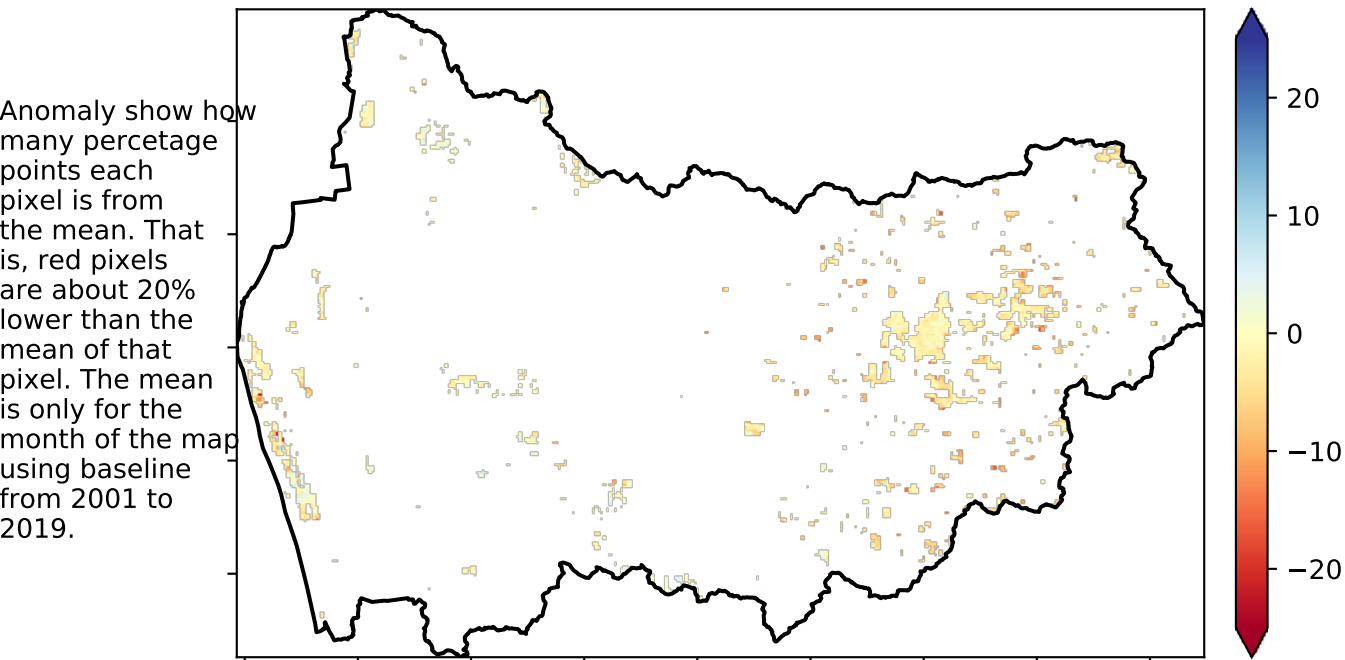 Anomaly show how
many percetage
points each
pixel is from
the mean. That
is, red pixels
are about 20%
lower than the
mean of that
pixel. The mean
is only for the
month of the map
using baseline
from 2001 to
2019.
20
10
0
−10
−20